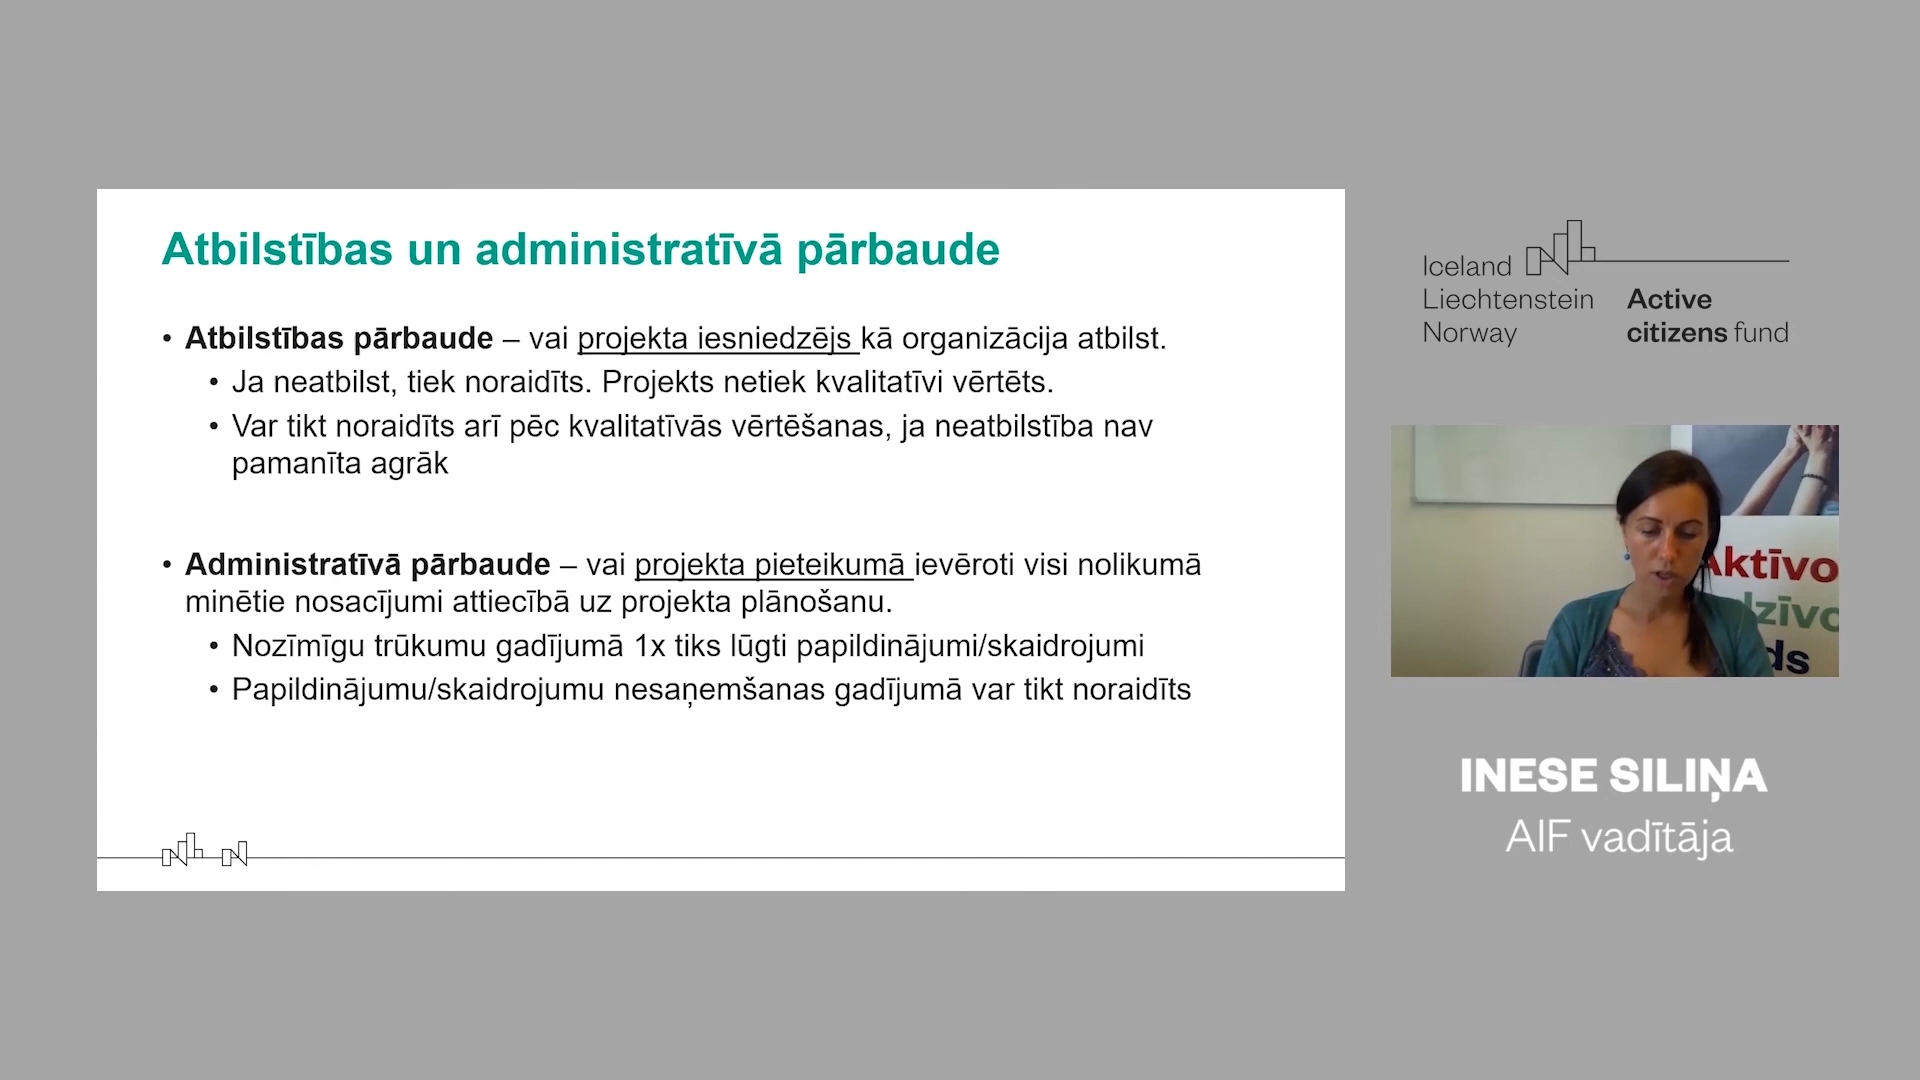 Atbilstības un administratīvā pārbaude
• Atbilstības pārbaude – vai projekta iesniedzējs kā organizācija atbilst.
• Ja neatbilst, tiek noraidīts. Projekts netiek kvalitatīvi vērtēts.
• Var tikt noraidīts arī pēc kvalitatīvās vērtēšanas, ja neatbilstība nav
pamanīta agrāk
• Administratīvā pārbaude – vai projekta pieteikumā ievēroti visi nolikumā
minētie nosacījumi attiecībā uz projekta plānošanu.
• Nozīmīgu trūkumu gadījumā 1x tiks lūgti papildinājumi/skaidrojumi
• Papildinājumu/skaidrojumu nesaņemšanas gadījumā var tikt noraidīts
Iceland
Liechtenstein
Norway
Active
citizens fund
Aktīvo
INESE SILIŅA
AIF vadītāja